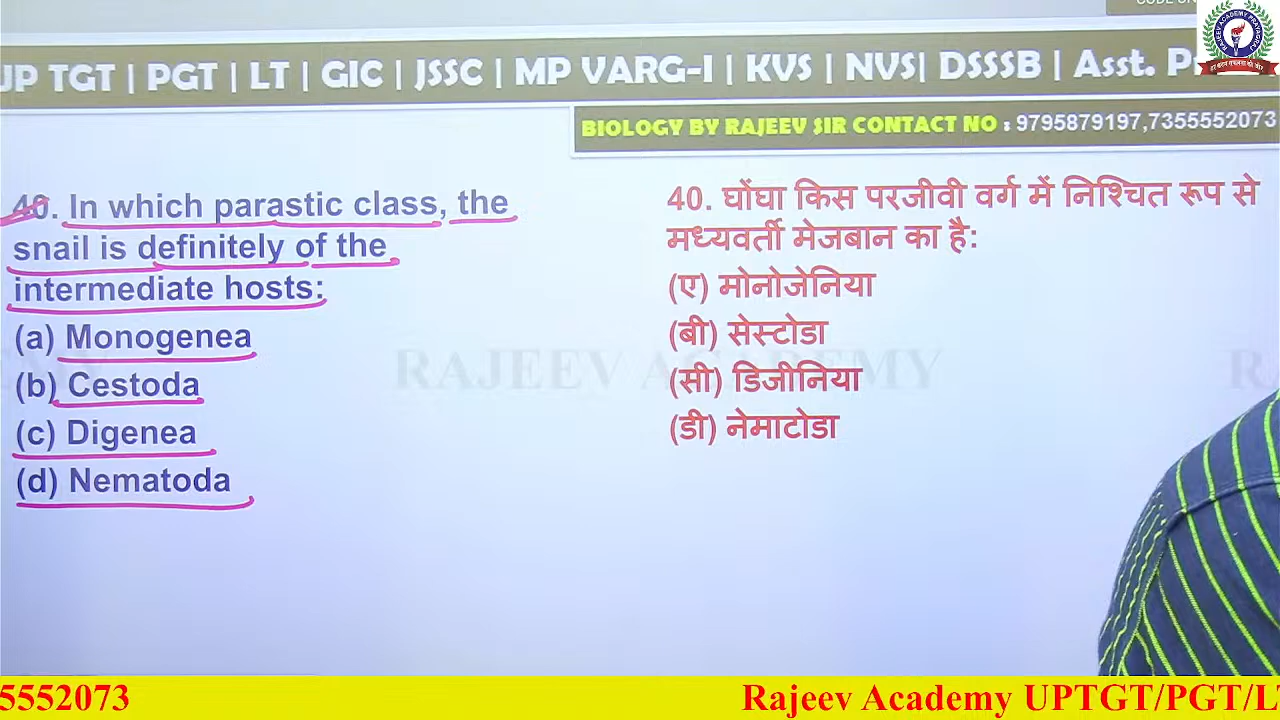 JP TGT | PGT | LT | GIC | JSSC | MP VARG-I | KVS | NVS| DSSSB | Asst. P
BIOLOGY BY RAJEEV SIR CONTACT NO : 9795879197,7355552073
40. In which parastic class, the
snail is definitely of the
intermediate hosts:
(a) Monogenea
(b) Cestoda
(c) Digenea
(d) Nematoda
40. घोंघा किस परजीवी वर्ग में निश्चित रूप से
मध्यवर्ती मेजबान का है:
(ए) मोनोजेनिया
(बी) सेस्टोडा
(सी) डिजीनिया
(डी) नेमाटोडा
RAJEEV ACADEMY
5552073
Rajeev Academy UPTGT/PGT/LT